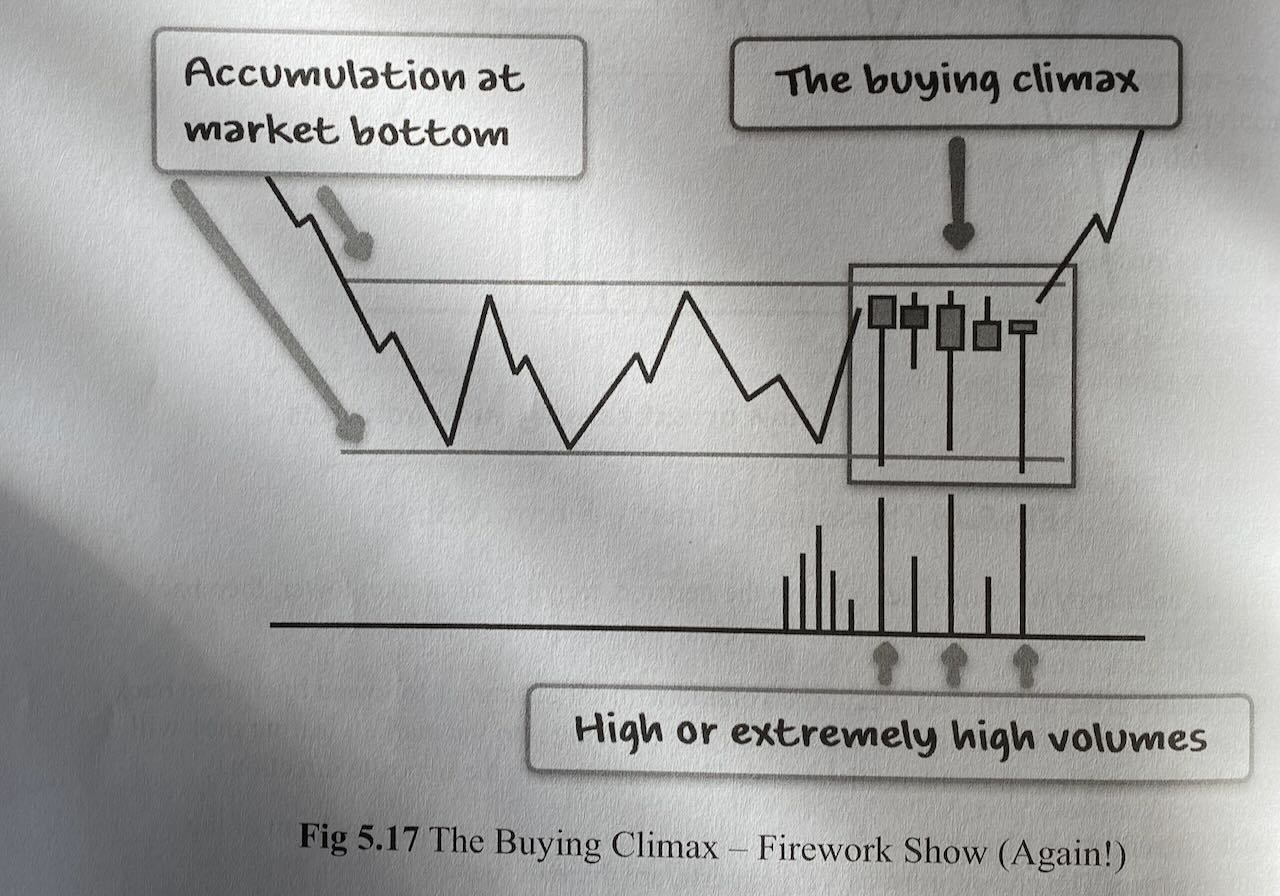 Accumulation at
market bottom
The buying climax
High or extremely high volumes
Fig 5.17 The Buying Climax – Firework Show (Again!)